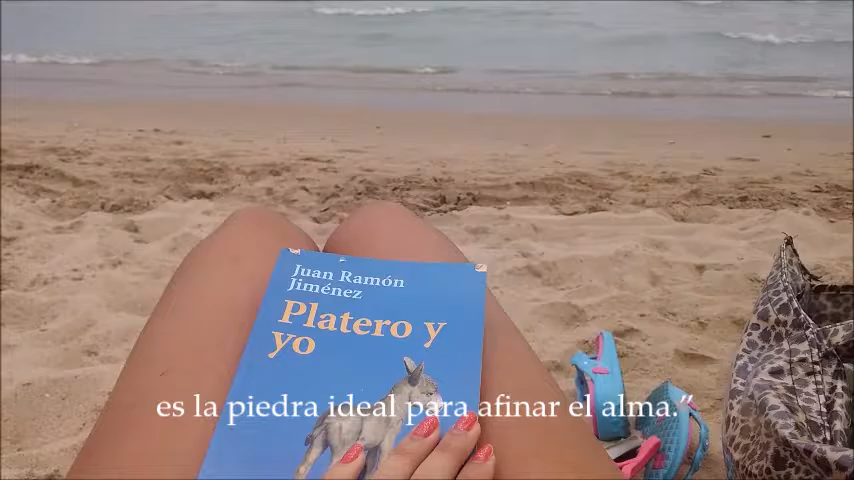 Juan Ramón
Jiménez
Platero y
yo
es la piedra ideal para afinar el alma.”